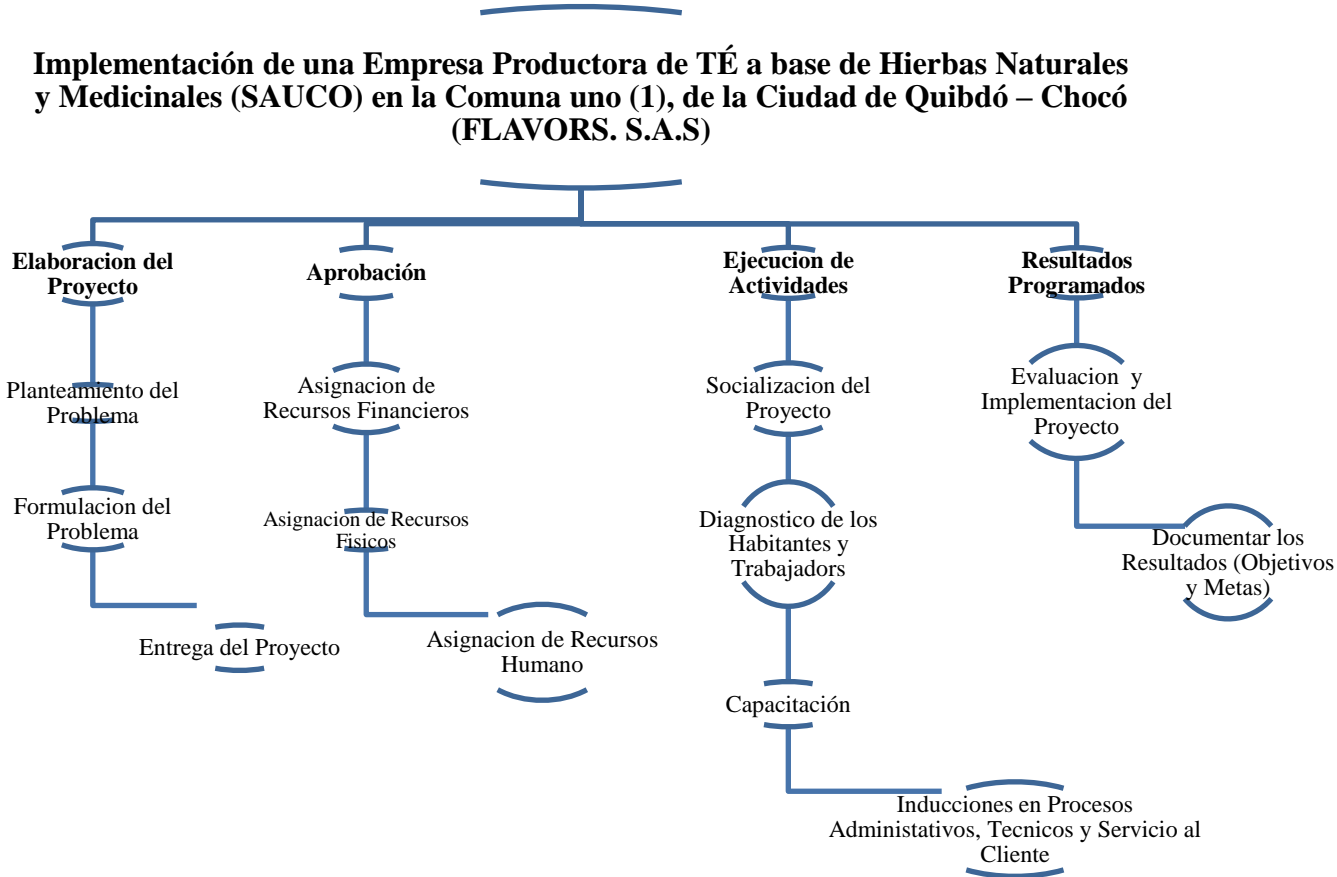 Implementación de una Empresa Productora de TÉ a base de Hierbas Naturales
y Medicinales (SAUCO) en la Comuna uno (1), de la Ciudad de Quibdó – Chocó
(FLAVORS. S.A.S)
Elaboracion del
Proyecto
Planteamiento del
Problema
Formulacion del
Problema
Entrega del Proyecto
Aprobación
Asignacion de
Recursos Financieros
Asignacion de Recursos
Fisicos
Asignacion de Recursos
Humano
Ejecucion de
Actividades
Socializacion del
Proyecto
Diagnostico de los
Habitantes y
Trabajadors
Capacitación
Inducciones en Procesos
Administativos, Tecnicos y Servicio al
Cliente
Resultados
Programados
Evaluacion y
Implementacion del
Proyecto
Documentar los
Resultados (Objetivos
y Metas)